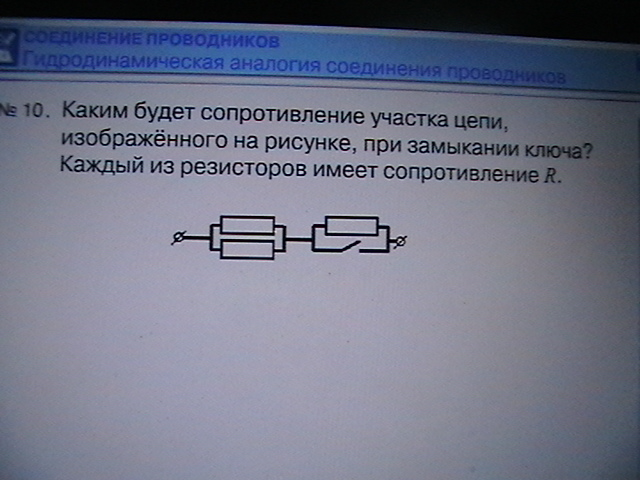 СОЕДИНЕНИЕ ПРОВОДНИКОВ
Гидродинамическая аналогия соединения проводников
№ 10. Каким будет сопротивление участка цепи,
изображённого на рисунке, при замыкании ключа?
Каждый из резисторов имеет сопротивление R.